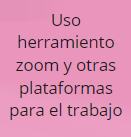 Uso
herramiento
zoom y otras
plataformas
para el trabajo